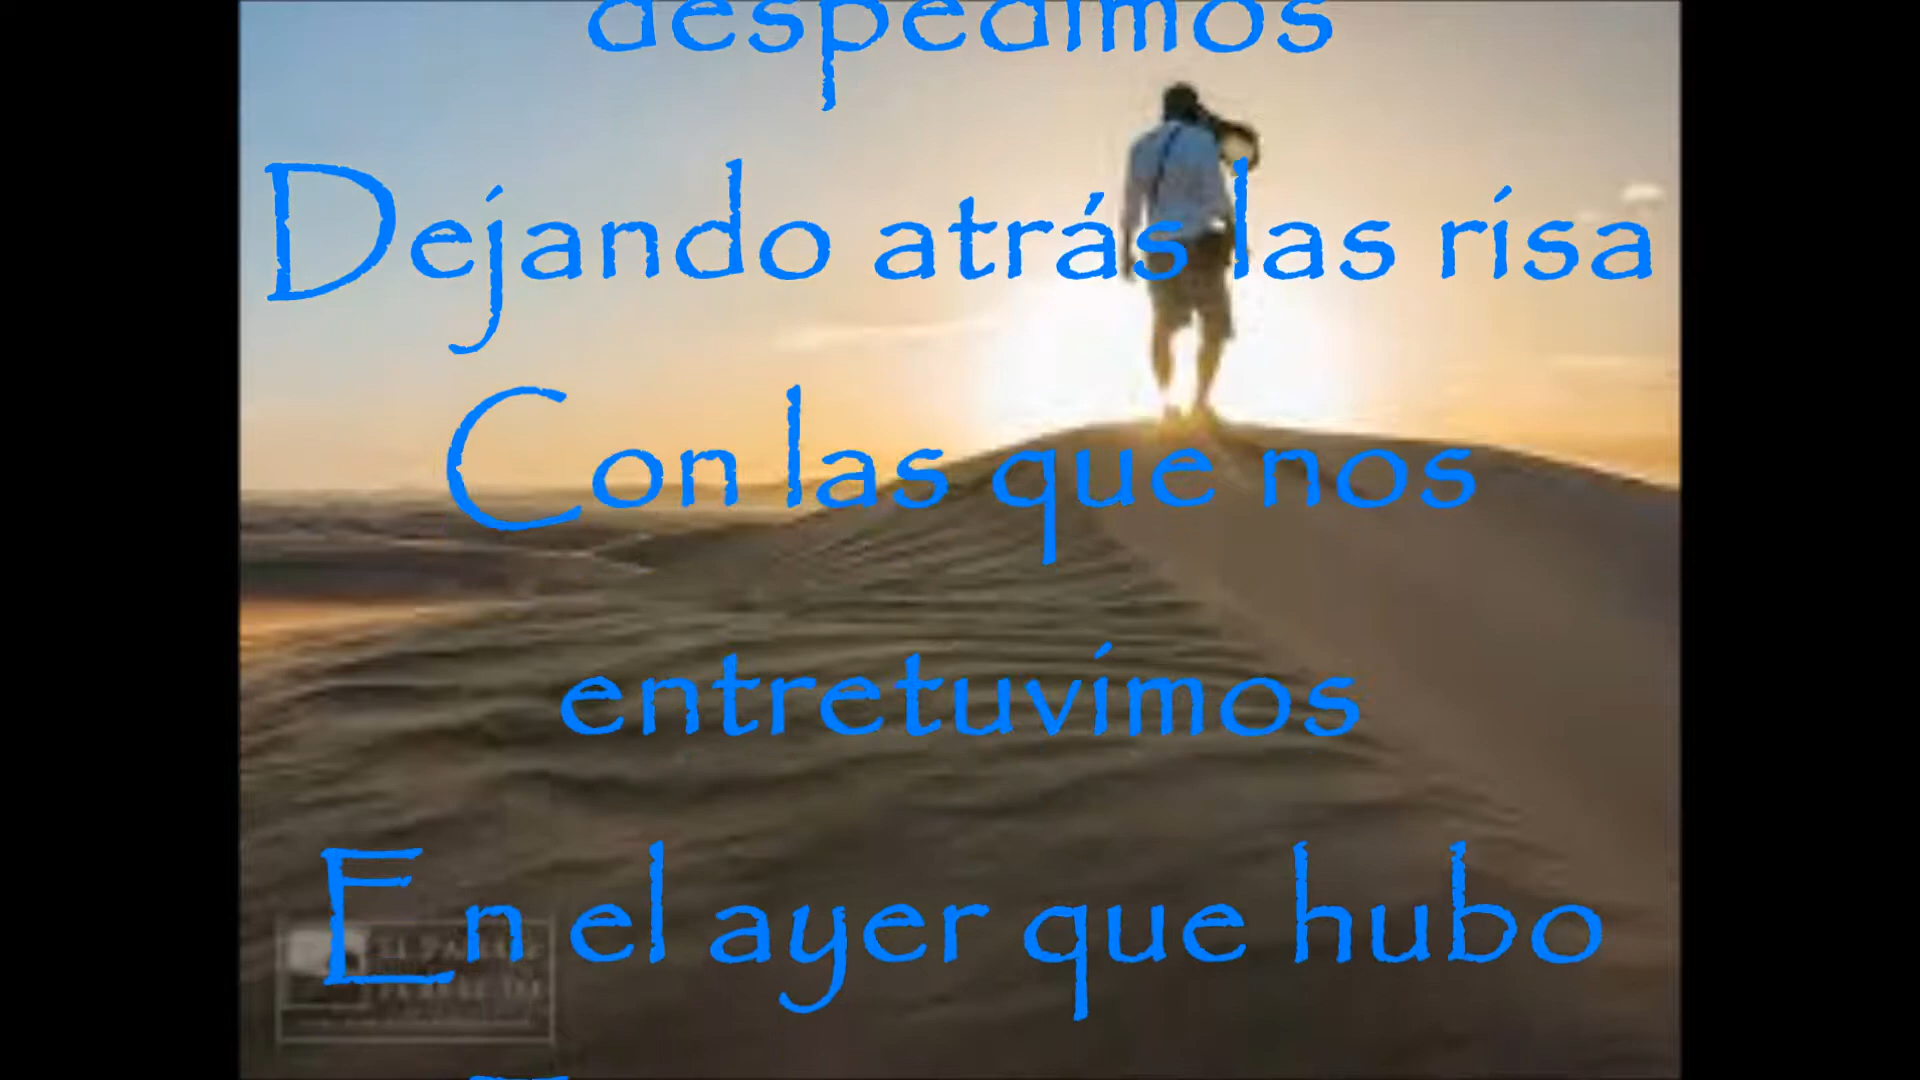 despedimos
Dejando atrás las risa
Con las que nos
entretuvimos
En el ayer que hubo